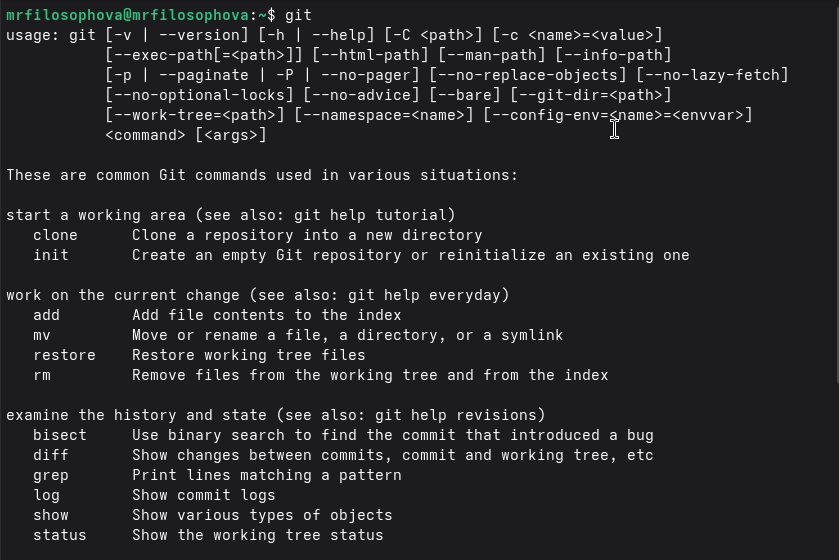 mrfilosophova@mrfilosophova:~$ git
usage: git [-v | --version] [-h | --help] [-C <path>] [-c <name>=<value>]
           [--exec-path[=<path>]] [--html-path] [--man-path] [--info-path]
           [-p | --paginate | -P | --no-pager] [--no-replace-objects] [--no-lazy-fetch]
           [--no-optional-locks] [--no-advice] [--bare] [--git-dir=<path>]
           [--work-tree=<path>] [--namespace=<name>] [--config-env=<name>=<envvar>]
           <command> [<args>]

These are common Git commands used in various situations:

start a working area (see also: git help tutorial)
   clone      Clone a repository into a new directory
   init       Create an empty Git repository or reinitialize an existing one

work on the current change (see also: git help everyday)
   add        Add file contents to the index
   mv         Move or rename a file, a directory, or a symlink
   restore    Restore working tree files
   rm         Remove files from the working tree and from the index

examine the history and state (see also: git help revisions)
   bisect     Use binary search to find the commit that introduced a bug
   diff       Show changes between commits, commit and working tree, etc
   grep       Print lines matching a pattern
   log        Show commit logs
   show       Show various types of objects
   status     Show the working tree status